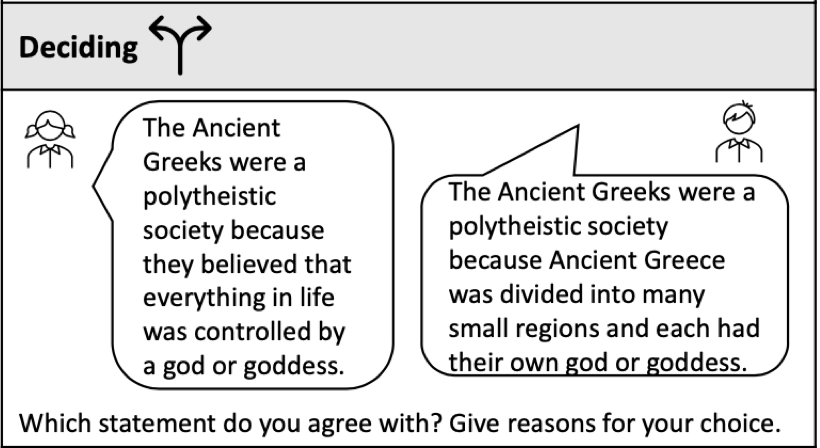 Deciding
The Ancient
Greeks were a
polytheistic
society because
they believed that
everything in life
was controlled by
a god or goddess.
The Ancient Greeks were a
polytheistic society
because Ancient Greece
was divided into many
small regions and each had
their own god or goddess.
Which statement do you agree with? Give reasons for your choice.